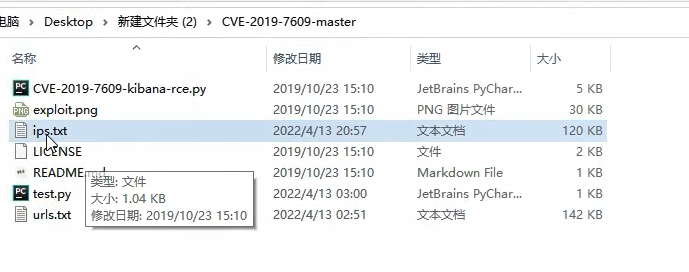 电脑 › Desktop › 新建文件夹 (2) › CVE-2019-7609-master
名称 修改日期 类型 大小
CVE-2019-7609-kibana-rce.py 2019/10/23 15:10 JetBrains PyChar... 5 KB
exploit.png 2019/10/23 15:10 PNG 图片文件 30 KB
ips.txt 2022/4/13 20:57 文本文档 120 KB
LICENSE 2019/10/23 15:10 文件 2 KB
README.md 2019/10/23 15:10 Markdown File 1 KB
类型: 文件
test.py 2022/4/13 03:00 JetBrains PyChar... 1 KB
大小: 1.04 KB
urls.txt 2022/4/13 02:51 文本文档 142 KB
修改日期: 2019/10/23 15:10